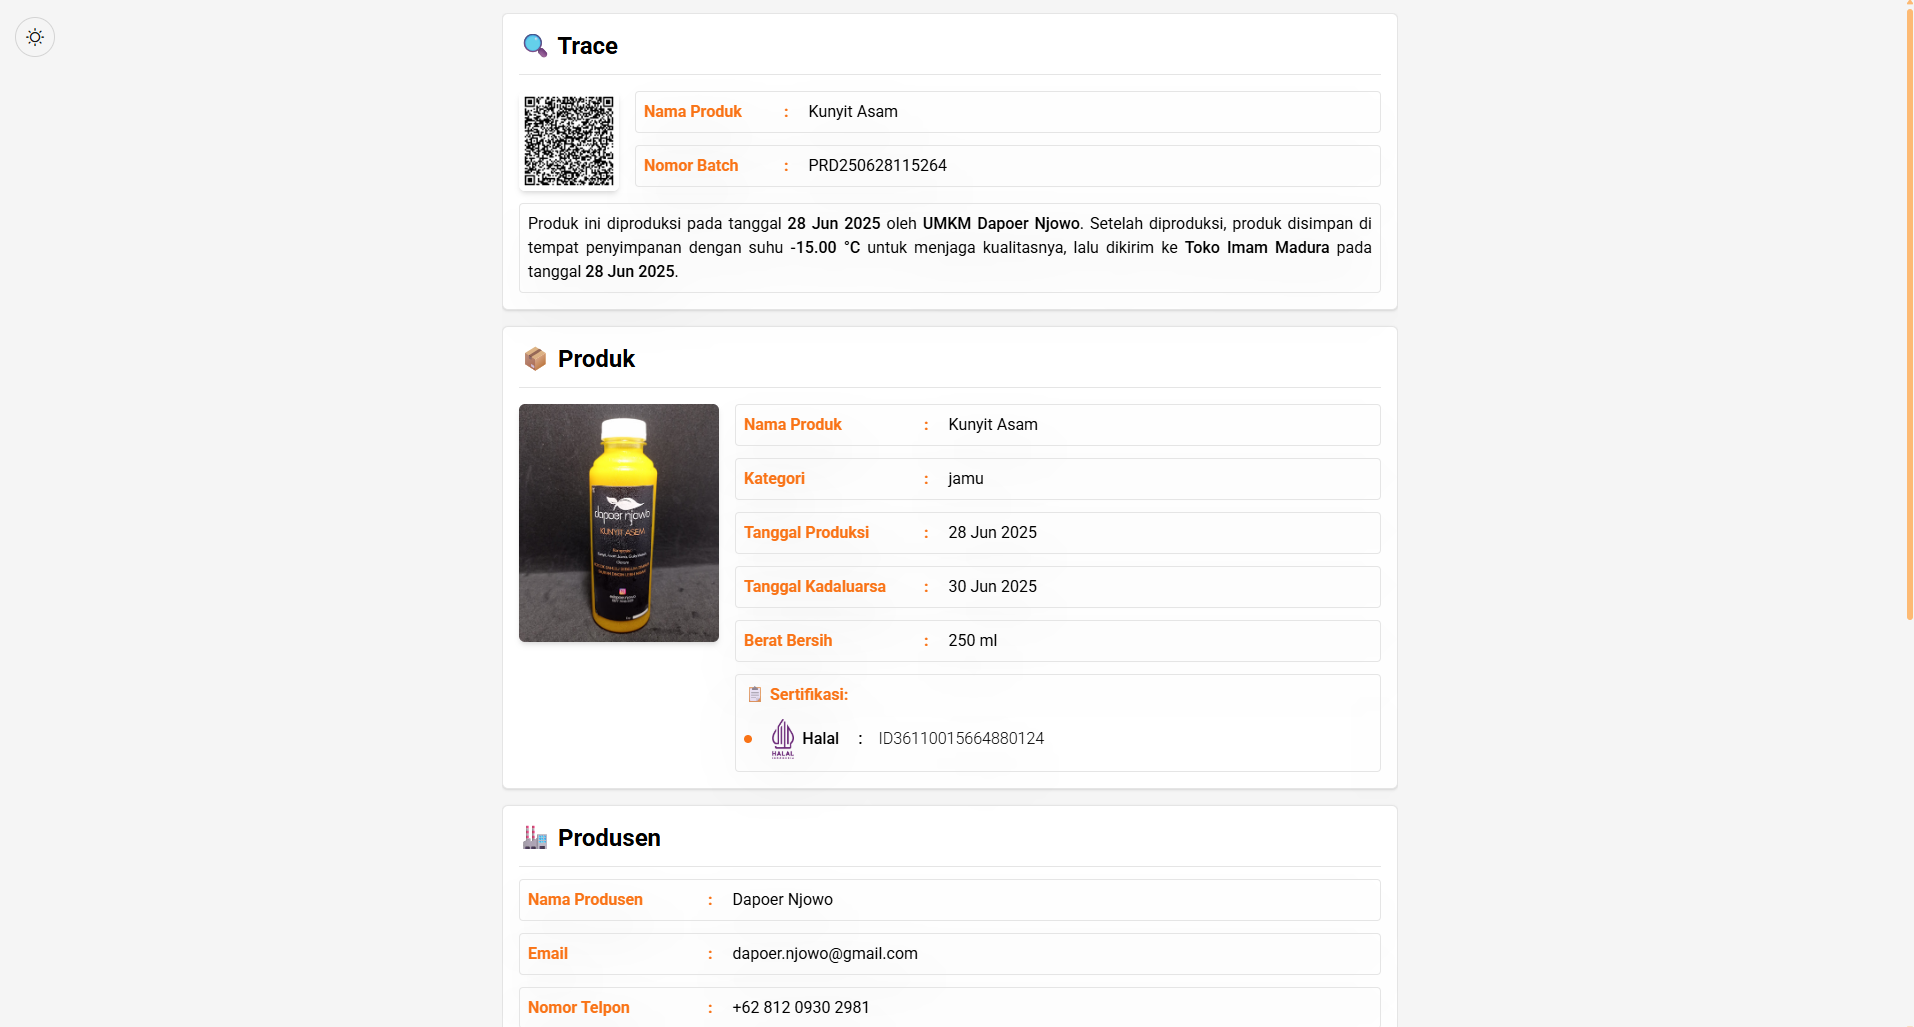 Trace
Nama Produk : Kunyit Asam
Nomor Batch : PRD250628115264
Produk ini diproduksi pada tanggal 28 Jun 2025 oleh UMKM Dapoer Njowo. Setelah diproduksi, produk disimpan di
tempat penyimpanan dengan suhu -15.00 °C untuk menjaga kualitasnya, lalu dikirim ke Toko Imam Madura pada
tanggal 28 Jun 2025.
Produk
dapoer njowo
KUNYIT ASEM
Nama Produk : Kunyit Asam
Kategori : jamu
Tanggal Produksi : 28 Jun 2025
Tanggal Kadaluarsa : 30 Jun 2025
Berat Bersih : 250 ml
Sertifikasi:
HALAL
Halal : ID36110015664880124
Produsen
Nama Produsen : Dapoer Njowo
Email : dapoer.njowo@gmail.com
Nomor Telpon : +62 812 0930 2981